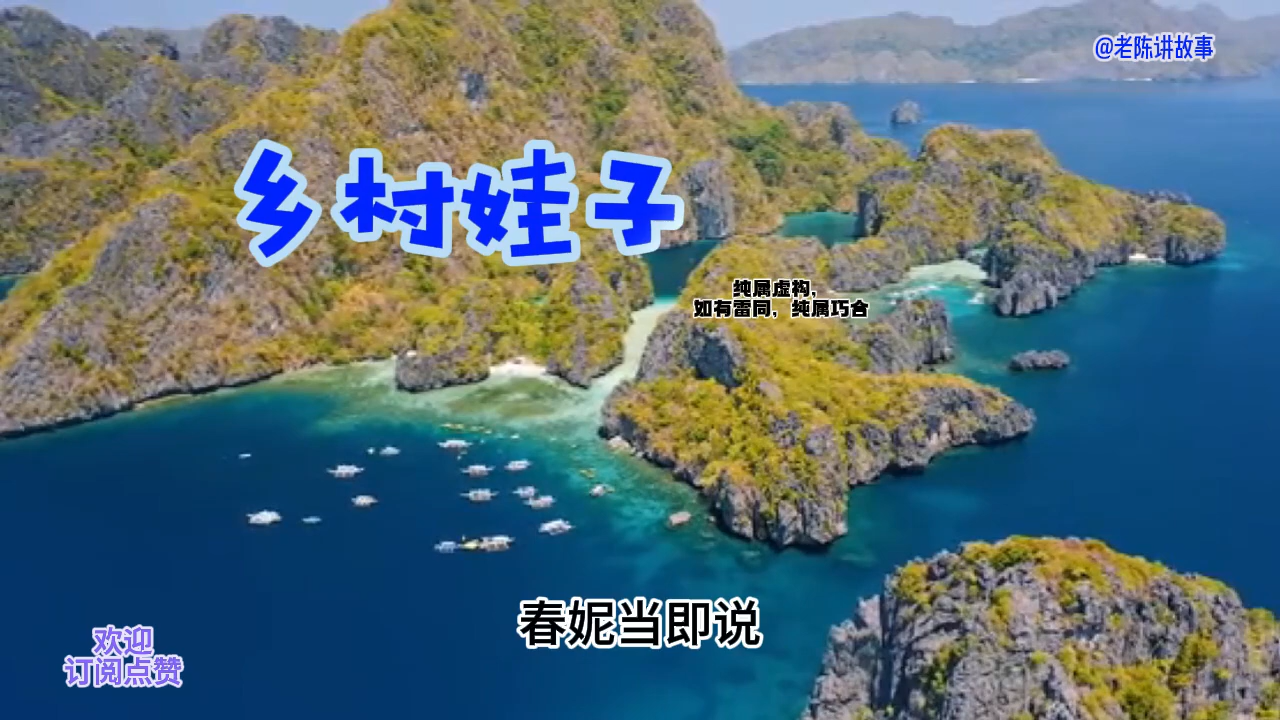 @老陈讲故事
乡村娃子
纯属虚构,
如有雷同,纯属巧合
春妮当即说
欢迎
订阅点赞